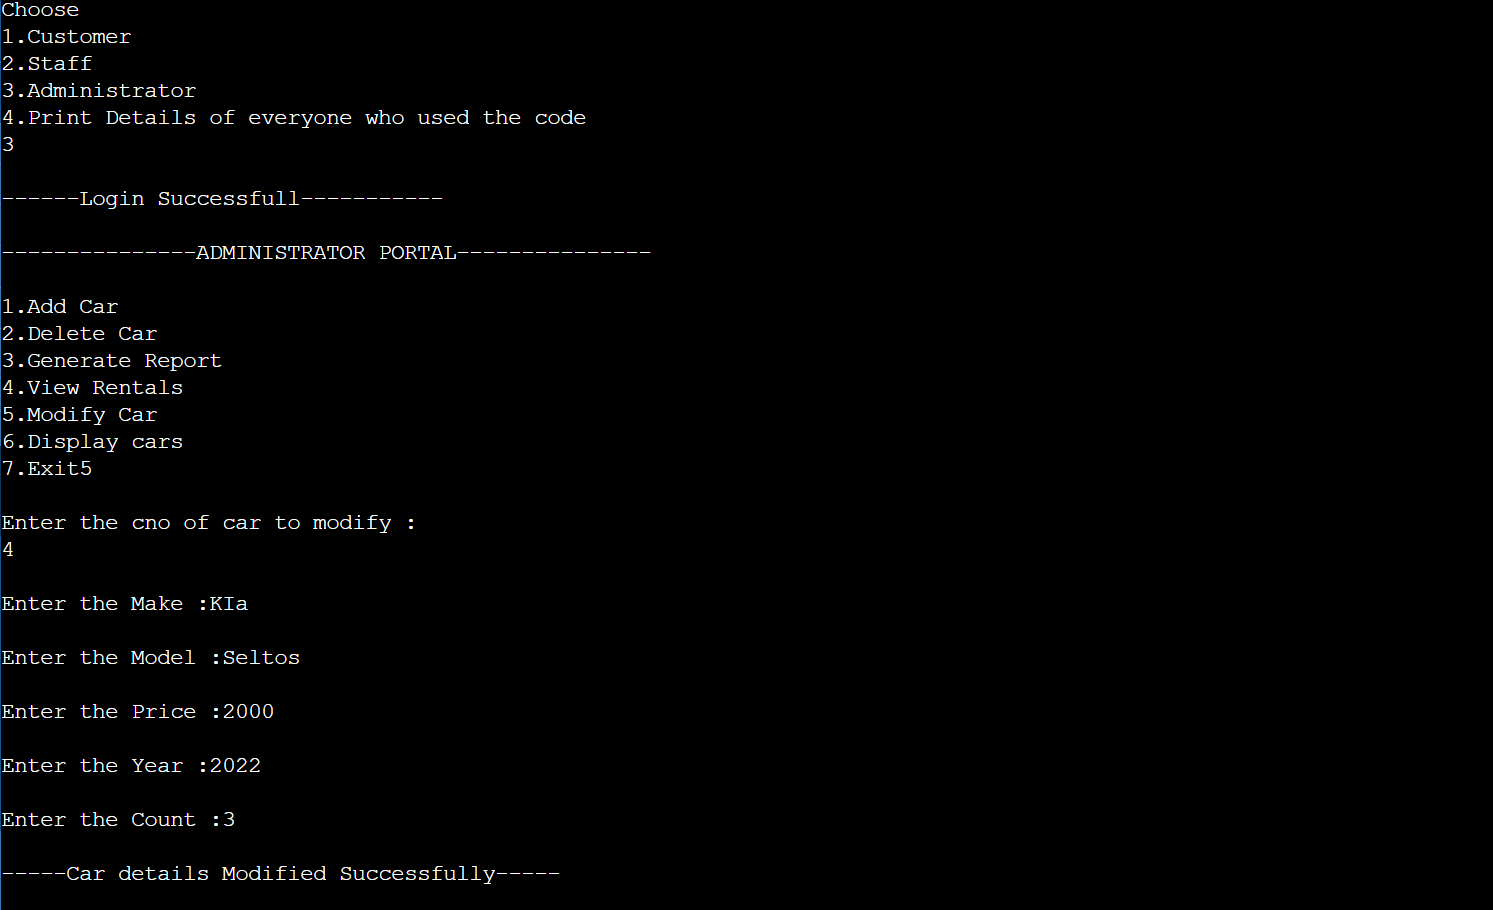 Choose
1.Customer
2.Staff
3.Administrator
4.Print Details of everyone who used the code
3
------Login Successfull-----------
---------------ADMINISTRATOR PORTAL---------------
1.Add Car
2.Delete Car
3.Generate Report
4.View Rentals
5.Modify Car
6.Display cars
7.Exit5
Enter the cno of car to modify :
4
Enter the Make :KIa
Enter the Model :Seltos
Enter the Price :2000
Enter the Year :2022
Enter the Count :3
-----Car details Modified Successfully-----